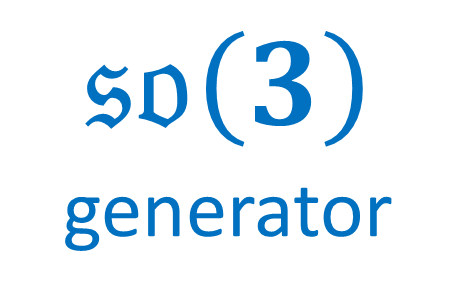 𝔰𝔬(3)
generator